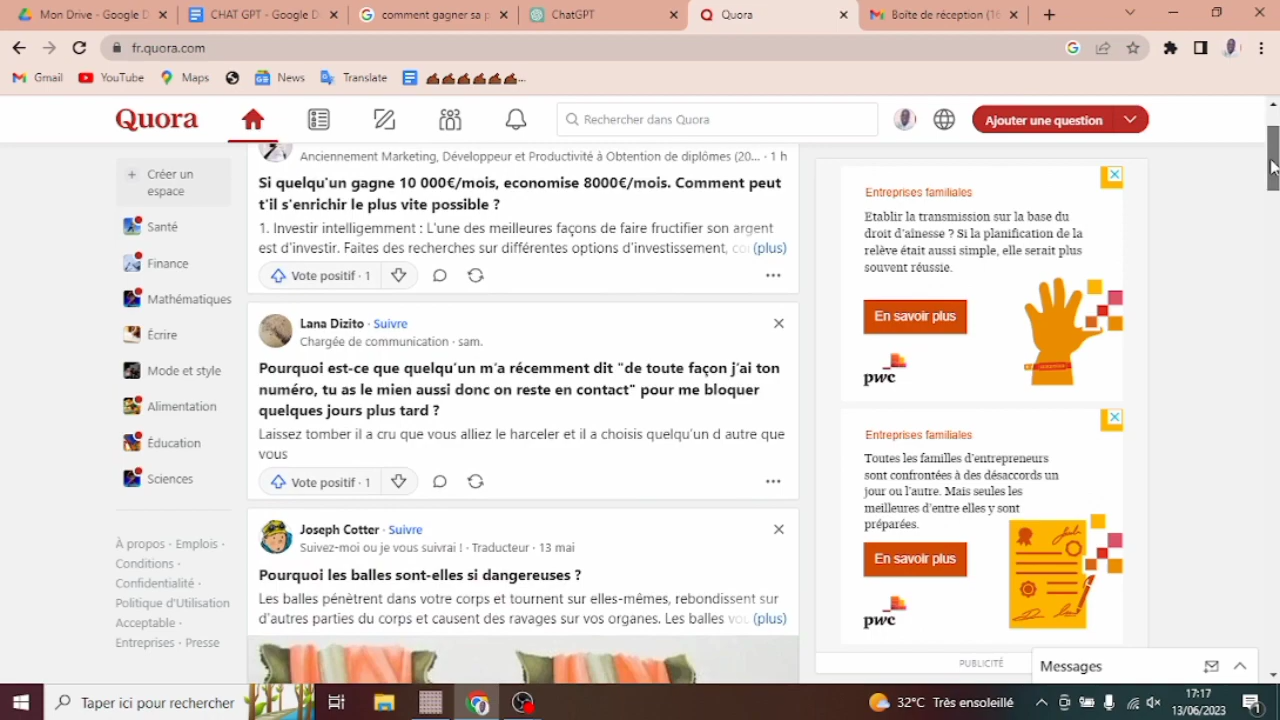 Mon Drive - Google D
CHAT GPT - Google D
comment gagner sa p
ChatGPT
Quora
Boîte de réception (16
fr.quora.com
Gmail
YouTube
Maps
News
Translate
Quora
Rechercher dans Quora
Ajouter une question
Créer un
espace
Santé
Finance
Mathématiques
Écrire
Mode et style
Alimentation
Éducation
Sciences
À propos · Emplois ·
Conditions ·
Confidentialité ·
Politique d'Utilisation
Acceptable ·
Entreprises · Presse
Anciennement Marketing, Développeur et Productivité à Obtention de diplômes (20... · 1 h
Si quelqu'un gagne 10 000€/mois, economise 8000€/mois. Comment peut
t'il s'enrichir le plus vite possible ?
1. Investir intelligemment : L'une des meilleures façons de faire fructifier son argent
est d'investir. Faites des recherches sur différentes options d'investissement, (plus)
Vote positif · 1
Lana Dizito · Suivre
Chargée de communication · sam.
Pourquoi est-ce que quelqu'un m'a récemment dit "de toute façon j'ai ton
numéro, tu as le mien aussi donc on reste en contact" pour me bloquer
quelques jours plus tard ?
Laissez tomber il a cru que vous alliez le harceler et il a choisis quelqu'un d autre que
vous
Vote positif · 1
Joseph Cotter · Suivre
Suivez-moi ou je vous suivrai ! · Traducteur · 13 mai
Pourquoi les balles sont-elles si dangereuses ?
Les balles pénètrent dans votre corps et tournent sur elles-mêmes, rebondissent sur
d'autres parties du corps et causent des ravages sur vos organes. Les balles (plus)
Entreprises familiales
Etablir la transmission sur la base du
droit d'aînesse ? Si la planification de la
relève était aussi simple, elle serait plus
souvent réussie.
En savoir plus
pwc
Entreprises familiales
Toutes les familles d'entrepreneurs
sont confrontées à des désaccords un
jour ou l'autre. Mais seules les
meilleures d'entre elles y sont
préparées.
En savoir plus
pwc
PUBLICITÉ
Messages
Taper ici pour rechercher
32°C Très ensoleillé
17:17
13/06/2023
1